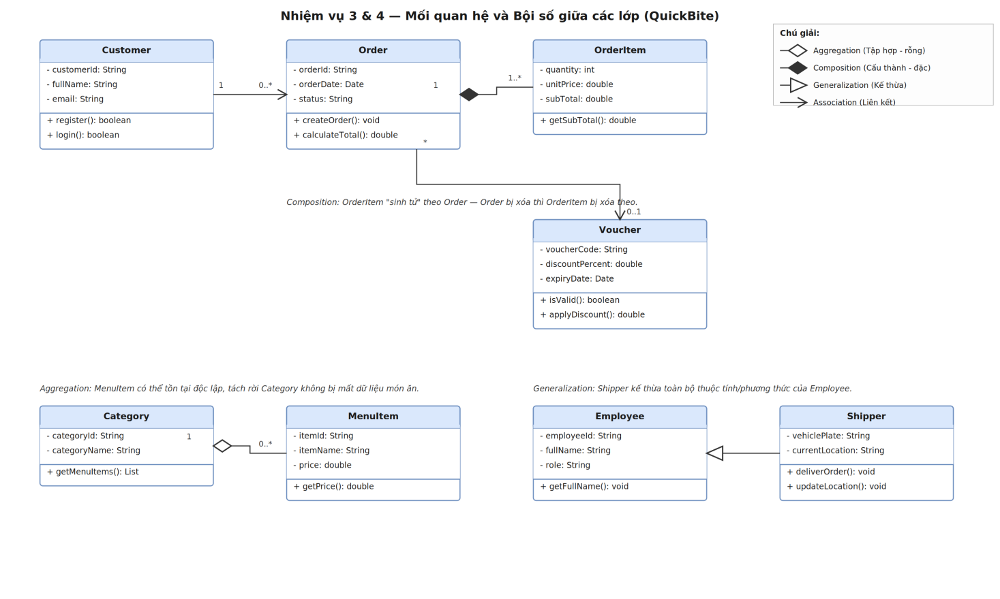 Nhiệm vụ 3 & 4 — Mối quan hệ và Bội số giữa các lớp (QuickBite)
Chú giải:
Aggregation (Tập hợp - rỗng)
Composition (Cấu thành - đặc)
Generalization (Kế thừa)
Association (Liên kết)
Customer
- customerId: String
- fullName: String
- email: String
+ register(): boolean
+ login(): boolean
1
0..*
Order
- orderId: String
- orderDate: Date
- status: String
+ createOrder(): void
+ calculateTotal(): double
1
1..*
*
OrderItem
- quantity: int
- unitPrice: double
- subTotal: double
+ getSubTotal(): double
Composition: OrderItem "sinh tử" theo Order — Order bị xóa thì OrderItem bị xóa theo.
0..1
Voucher
- voucherCode: String
- discountPercent: double
- expiryDate: Date
+ isValid(): boolean
+ applyDiscount(): double
Aggregation: MenuItem có thể tồn tại độc lập, tách rời Category không bị mất dữ liệu món ăn.
Category
- categoryId: String
- categoryName: String
+ getMenuItems(): List
1
0..*
MenuItem
- itemId: String
- itemName: String
- price: double
+ getPrice(): double
Generalization: Shipper kế thừa toàn bộ thuộc tính/phương thức của Employee.
Employee
- employeeId: String
- fullName: String
- role: String
+ getFullName(): void
Shipper
- vehiclePlate: String
- currentLocation: String
+ deliverOrder(): void
+ updateLocation(): void